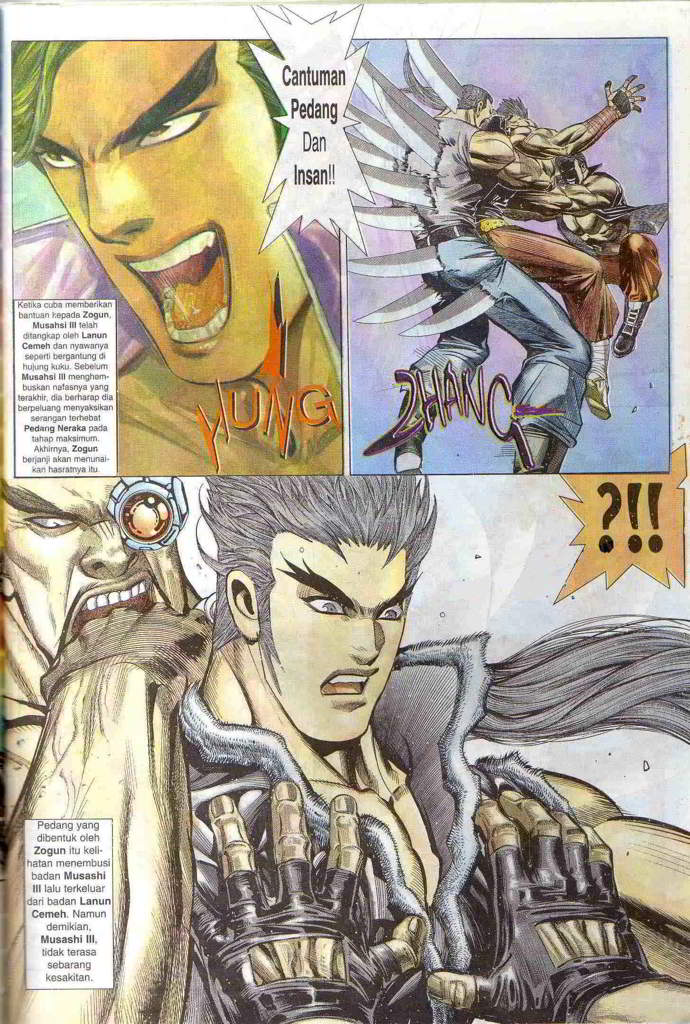 Cantuman
Pedang
Dan
Insan!!
Ketika cuba memberikan
bantuan kepada Zogun,
Musahsi III telah
ditangkap oleh Lanun
Cemeh dan nyawanya
seperti bergantung di
hujung kuku. Sebelum
Musahsi III menghem-
buskan nafasnya yang
terakhir, dia berharap dia
berpeluang menyaksikan
serangan terhebat
Pedang Neraka pada
tahap maksimum.
Akhirnya, Zogun
berjanji akan menunai-
kan hasratnya itu.
HUNG
ZHANG
?!!
Pedang yang
dibentuk oleh
Zogun itu keli-
hatan menembusi
badan Musashi
III lalu terkeluar
dari badan Lanun
Cemeh. Namun
demikian,
Musashi III,
tidak terasa
sebarang
kesakitan.